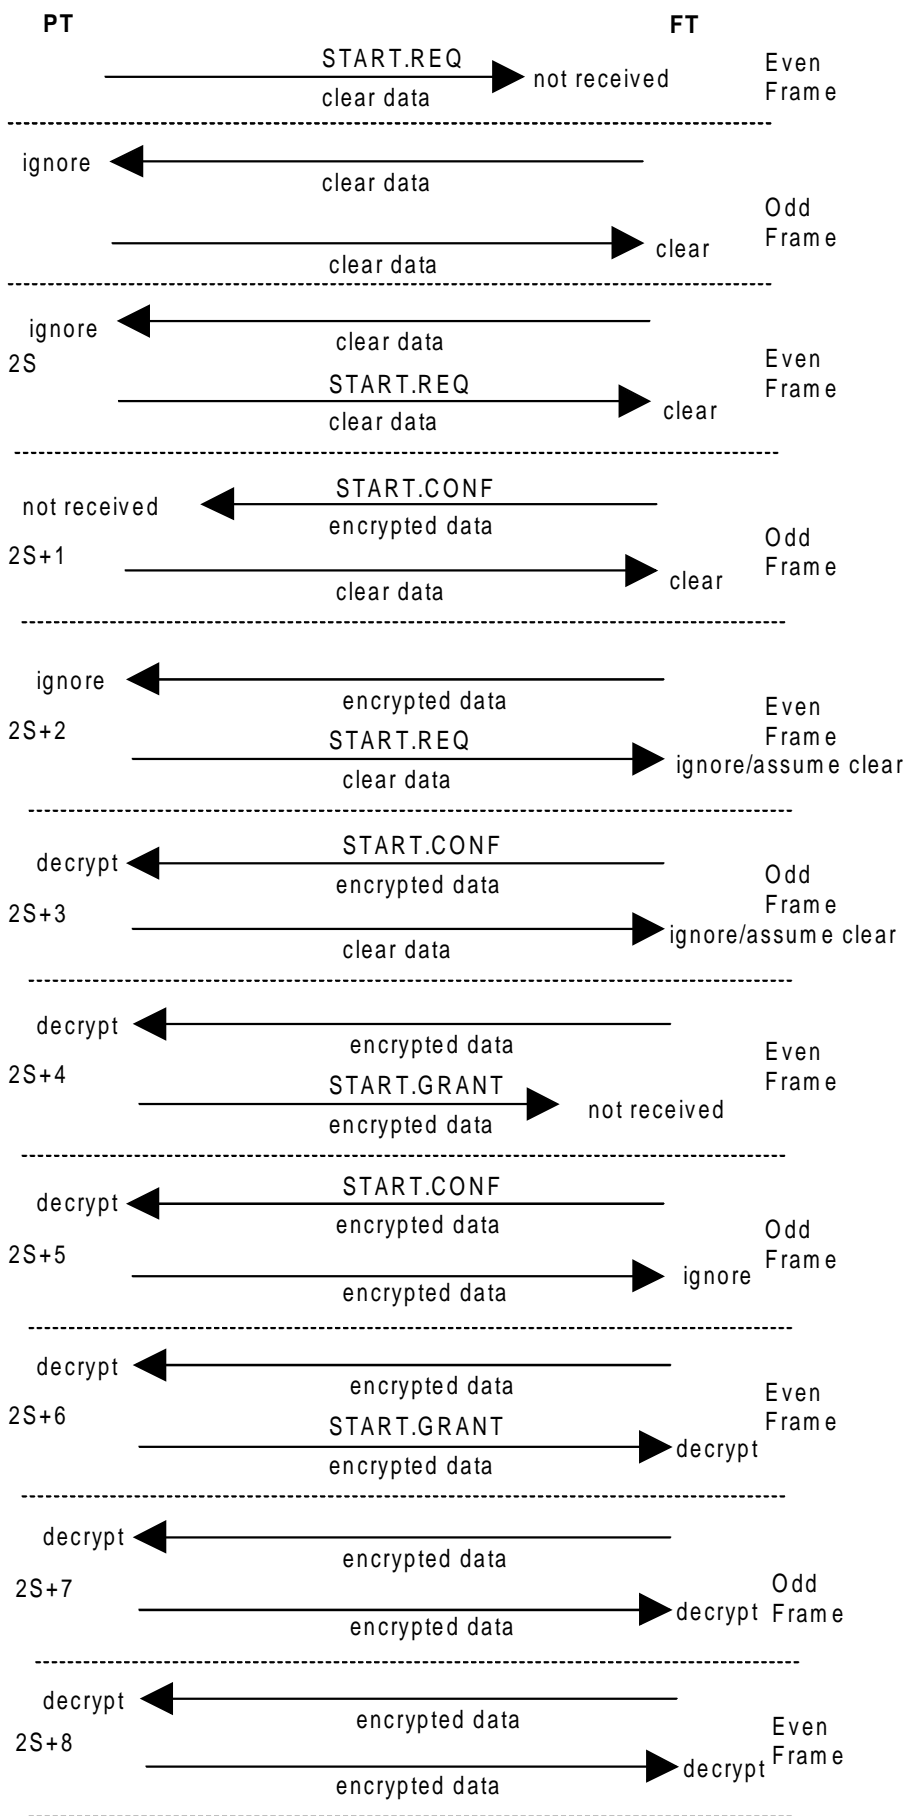 PT FT
START.REQ
not received
clear data
Even
Frame
ignore
clear data
Odd
Frame
clear
clear data
ignore
clear data
2S
START.REQ
Even
Frame
clear data
clear
START.CONF
not received
encrypted data
2S+1
Odd
Frame
clear
clear data
ignore
encrypted data
2S+2
START.REQ
Even
Frame
ignore/assume clear
clear data
START.CONF
decrypt
encrypted data
2S+3
Odd
Frame
ignore/assume clear
clear data
decrypt
encrypted data
2S+4
START.GRANT
Even
Frame
not received
encrypted data
START.CONF
decrypt
encrypted data
2S+5
Odd
Frame
ignore
encrypted data
decrypt
encrypted data
2S+6
START.GRANT
Even
Frame
decrypt
encrypted data
decrypt
encrypted data
2S+7
Odd
Frame
decrypt
encrypted data
decrypt
encrypted data
2S+8
Even
Frame
decrypt
encrypted data